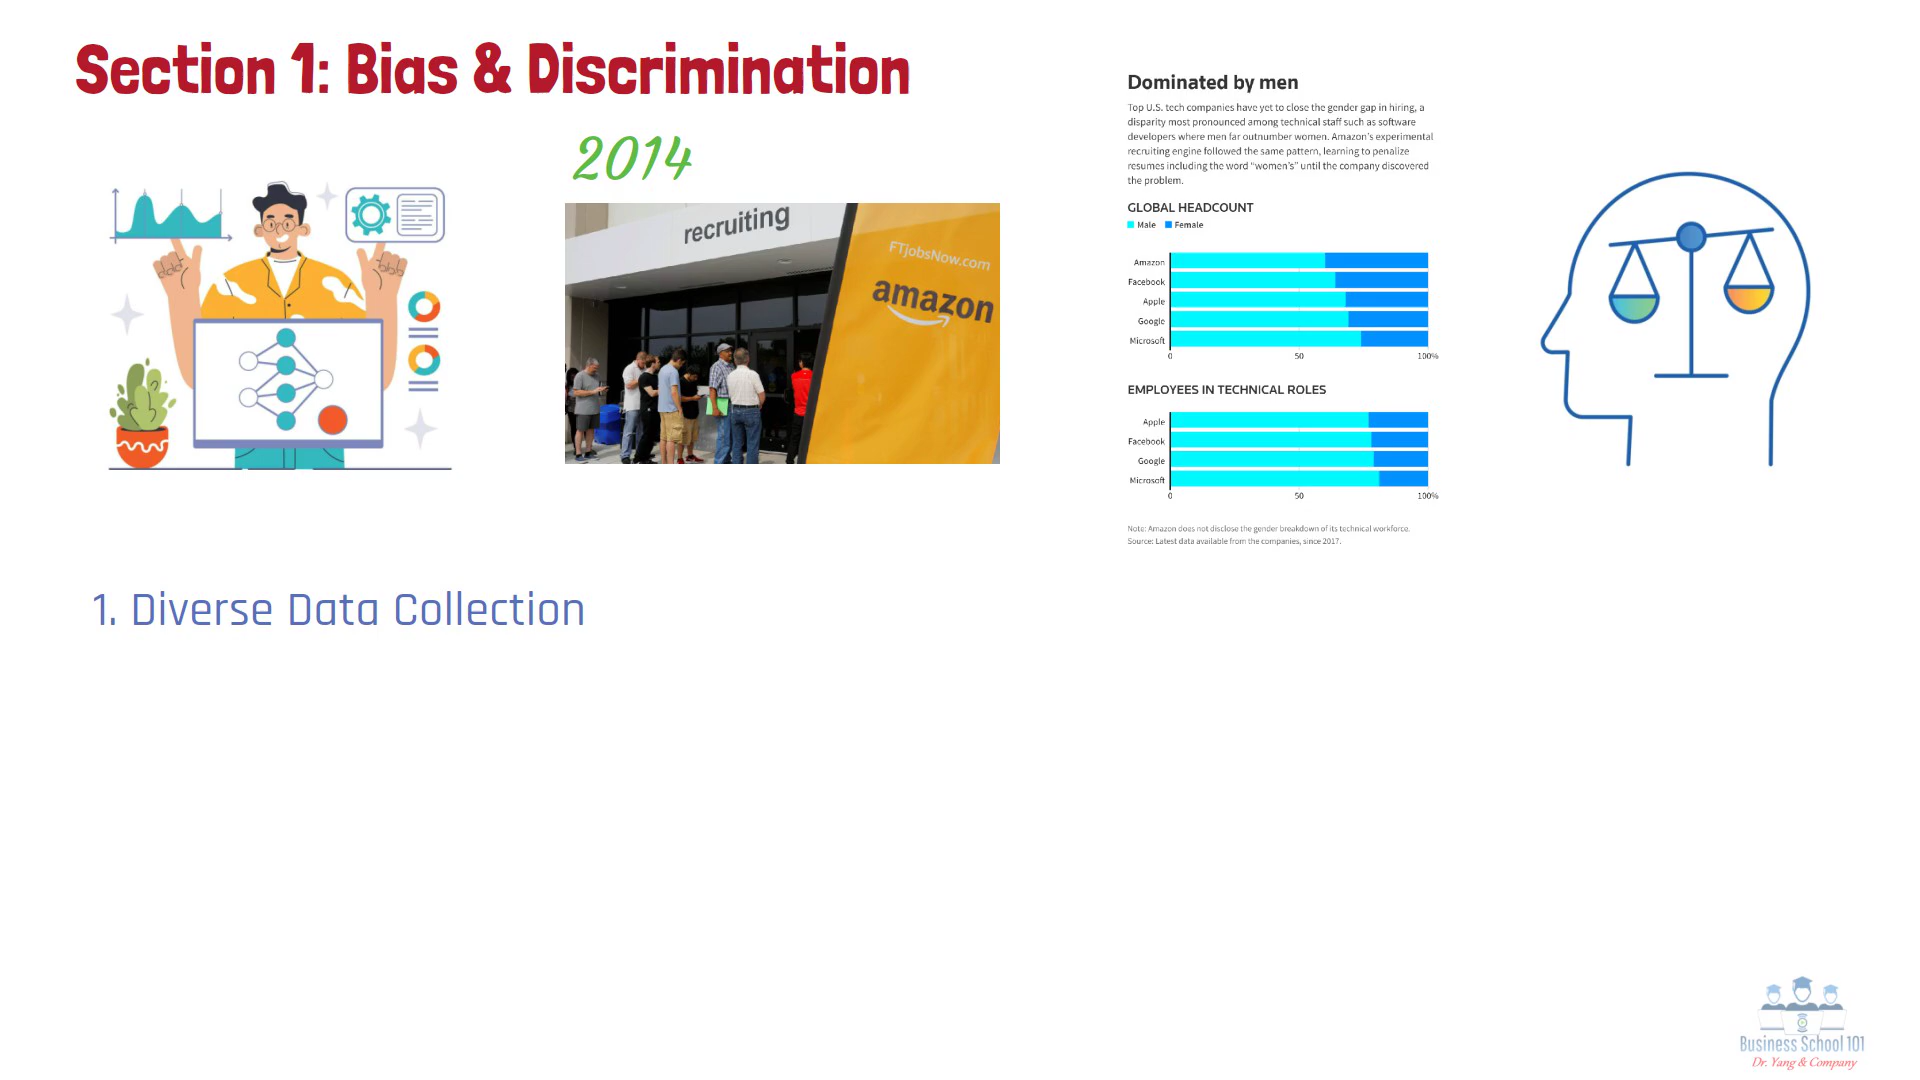 Section 1: Bias & Discrimination
2014
recruiting
FTjobsNow.com
amazon
Dominated by men
Top U.S. tech companies have yet to close the gender gap in hiring, a
disparity most pronounced among technical staff such as software
developers where men far outnumber women. Amazon's experimental
recruiting engine followed the same pattern, learning to penalize
resumes including the word "women's" until the company discovered
the problem.
GLOBAL HEADCOUNT
Male Female
Amazon
Facebook
Apple
Google
Microsoft
0 50 100%
EMPLOYEES IN TECHNICAL ROLES
Apple
Facebook
Google
Microsoft
0 50 100%
Note: Amazon does not disclose the gender breakdown of its technical workforce.
Source: Latest data available from the companies, since 2017.
1. Diverse Data Collection
Business School 101
Dr. Yang & Company